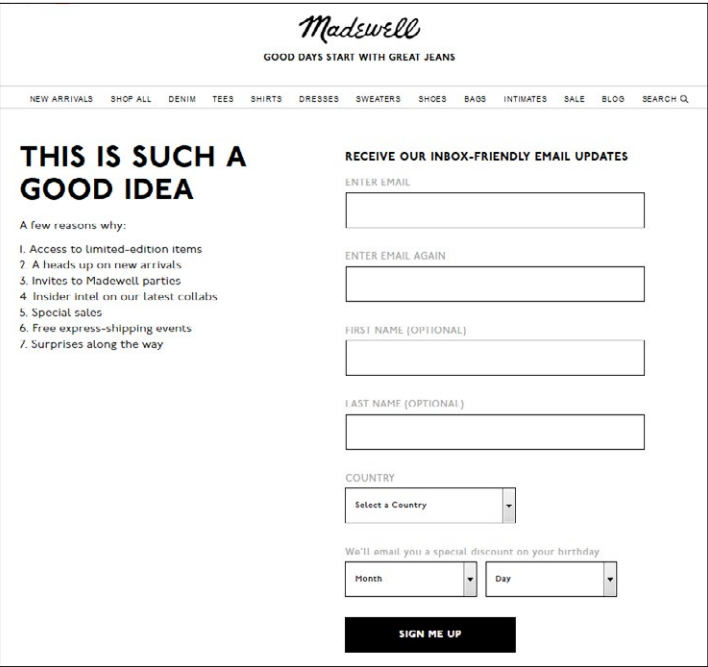 Madewell
GOOD DAYS START WITH GREAT JEANS
NEW ARRIVALS SHOP ALL DENIM TEES SHIRTS DRESSES SWEATERS SHOES BAGS INTIMATES SALE BLOG SEARCH
THIS IS SUCH A
GOOD IDEA
A few reasons why:
1. Access to limited-edition items
2. A heads up on new arrivals
3. Invites to Madewell parties
4. Insider intel on our latest collabs
5. Special sales
6. Free express-shipping events
7. Surprises along the way
RECEIVE OUR INBOX-FRIENDLY EMAIL UPDATES
ENTER EMAIL
ENTER EMAIL AGAIN
FIRST NAME (OPTIONAL)
LAST NAME (OPTIONAL)
COUNTRY
Select a Country
We'll email you a special discount on your birthday
Month Day
SIGN ME UP